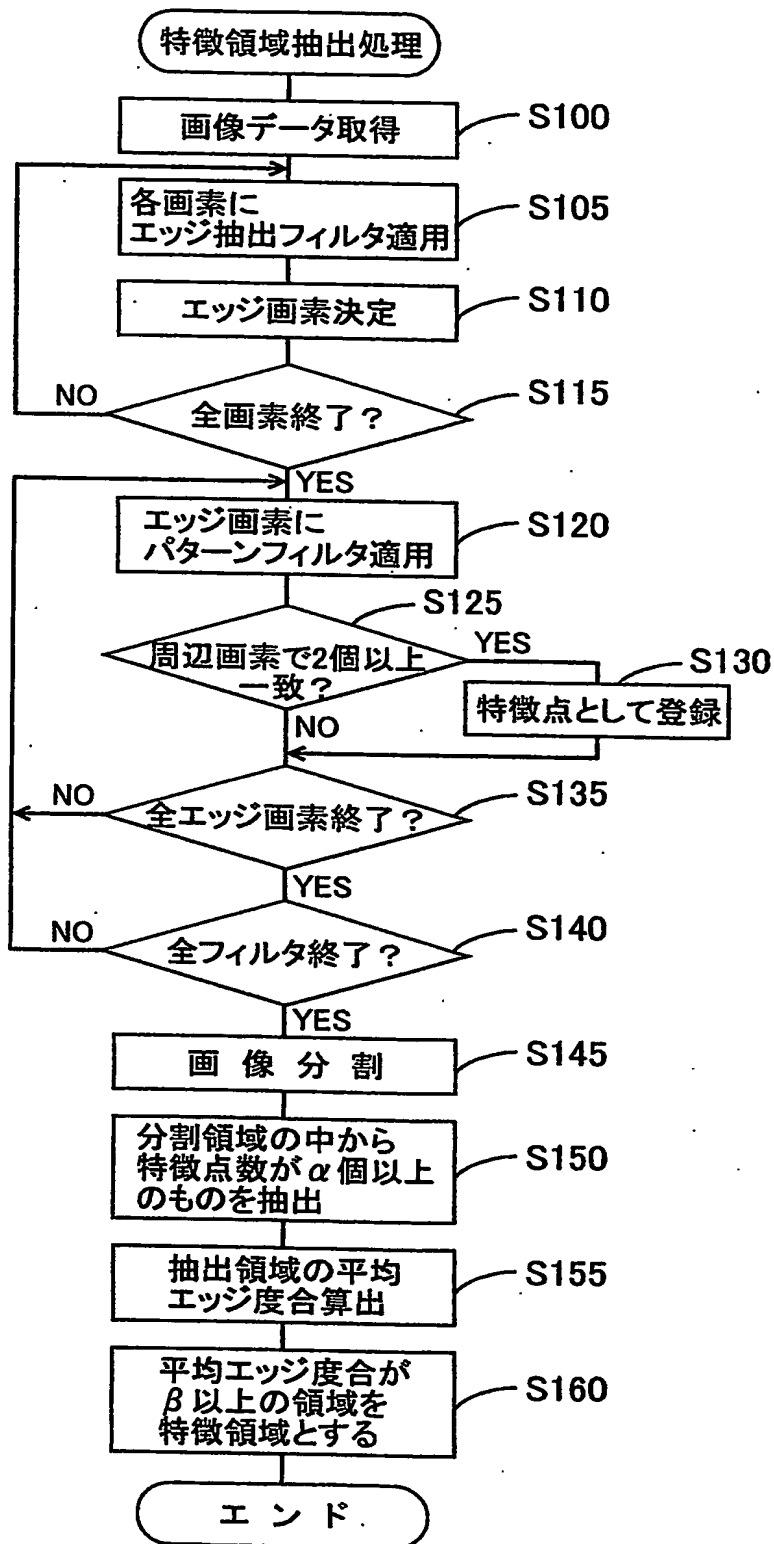 特徴領域抽出処理
画像データ取得
S100
各画素に
エッジ抽出フィルタ適用
S105
エッジ画素決定
S110
NO
全画素終了?
S115
YES
エッジ画素に
パターンフィルタ適用
S120
S125
周辺画素で2個以上
一致?
YES
S130
特徴点として登録
NO
NO
全エッジ画素終了?
S135
YES
NO
全フィルタ終了?
S140
YES
画 像 分 割
S145
分割領域の中から
特徴点数がα個以上
のものを抽出
S150
抽出領域の平均
エッジ度合算出
S155
平均エッジ度合が
β以上の領域を
特徴領域とする
S160
エ ン ド